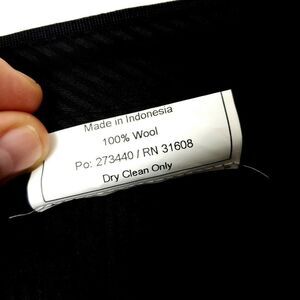 Made in Indonesia
100% Wool
Po: 273440 / RN 31608
Dry Clean Only